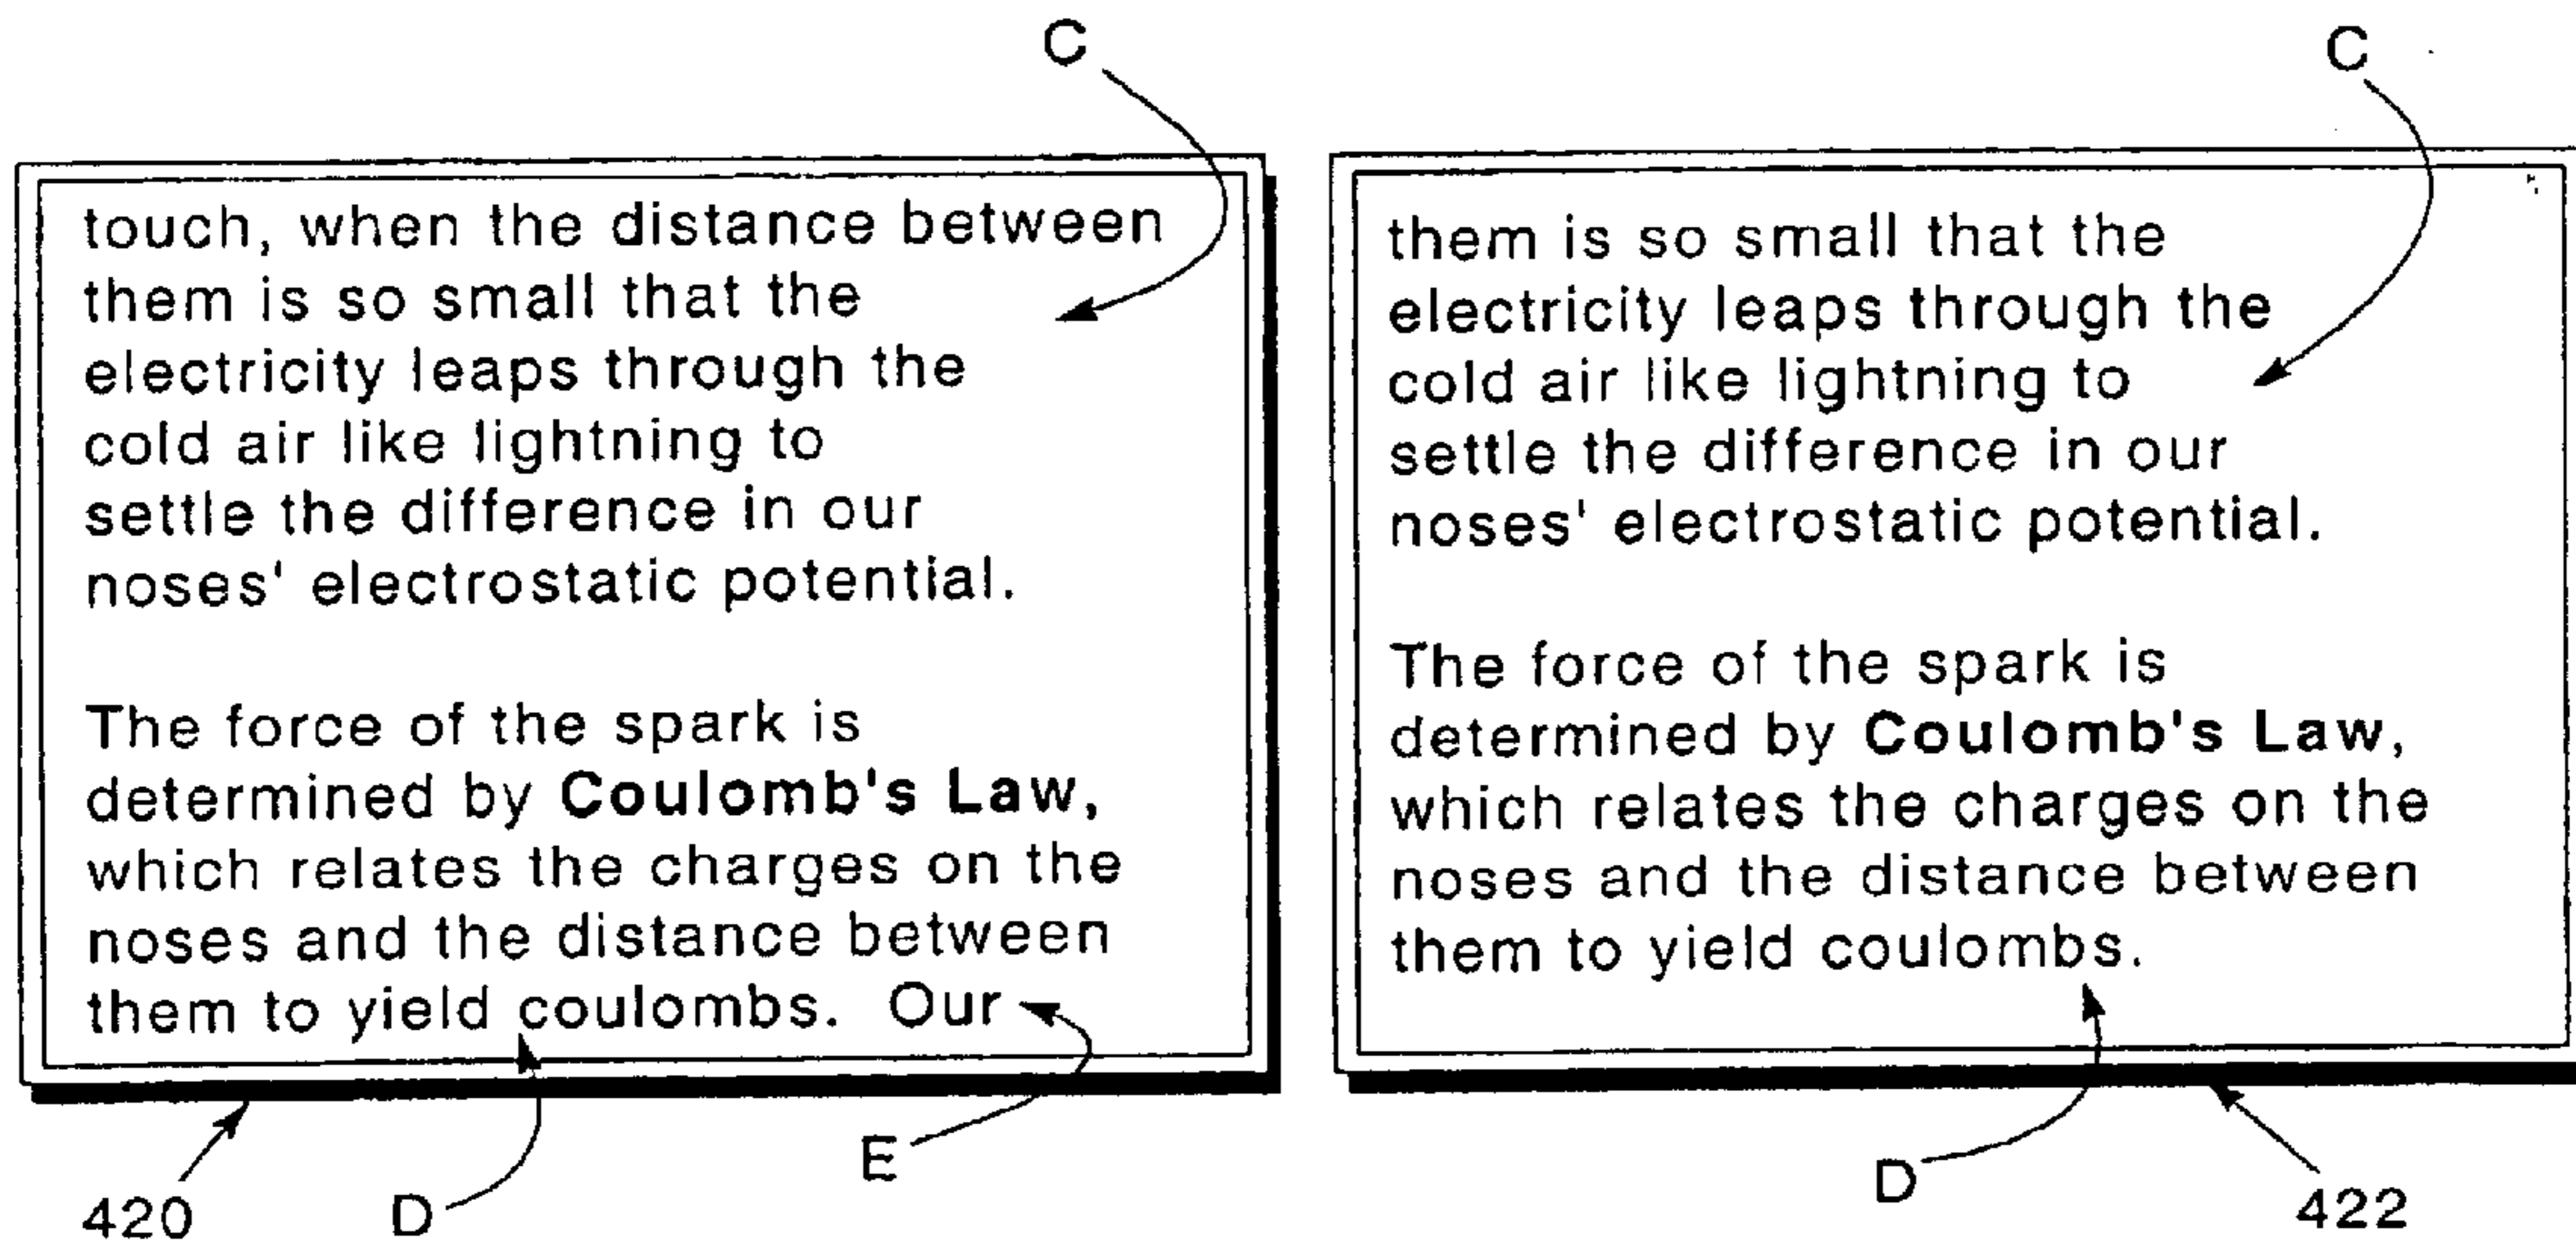 C
touch, when the distance between
them is so small that the
electricity leaps through the
cold air like lightning to
settle the difference in our
noses' electrostatic potential.
The force of the spark is
determined by Coulomb's Law,
which relates the charges on the
noses and the distance between
them to yield coulombs.  Our
420
D
E
C
them is so small that the
electricity leaps through the
cold air like lightning to
settle the difference in our
noses' electrostatic potential.
The force of the spark is
determined by Coulomb's Law,
which relates the charges on the
noses and the distance between
them to yield coulombs.
D
422